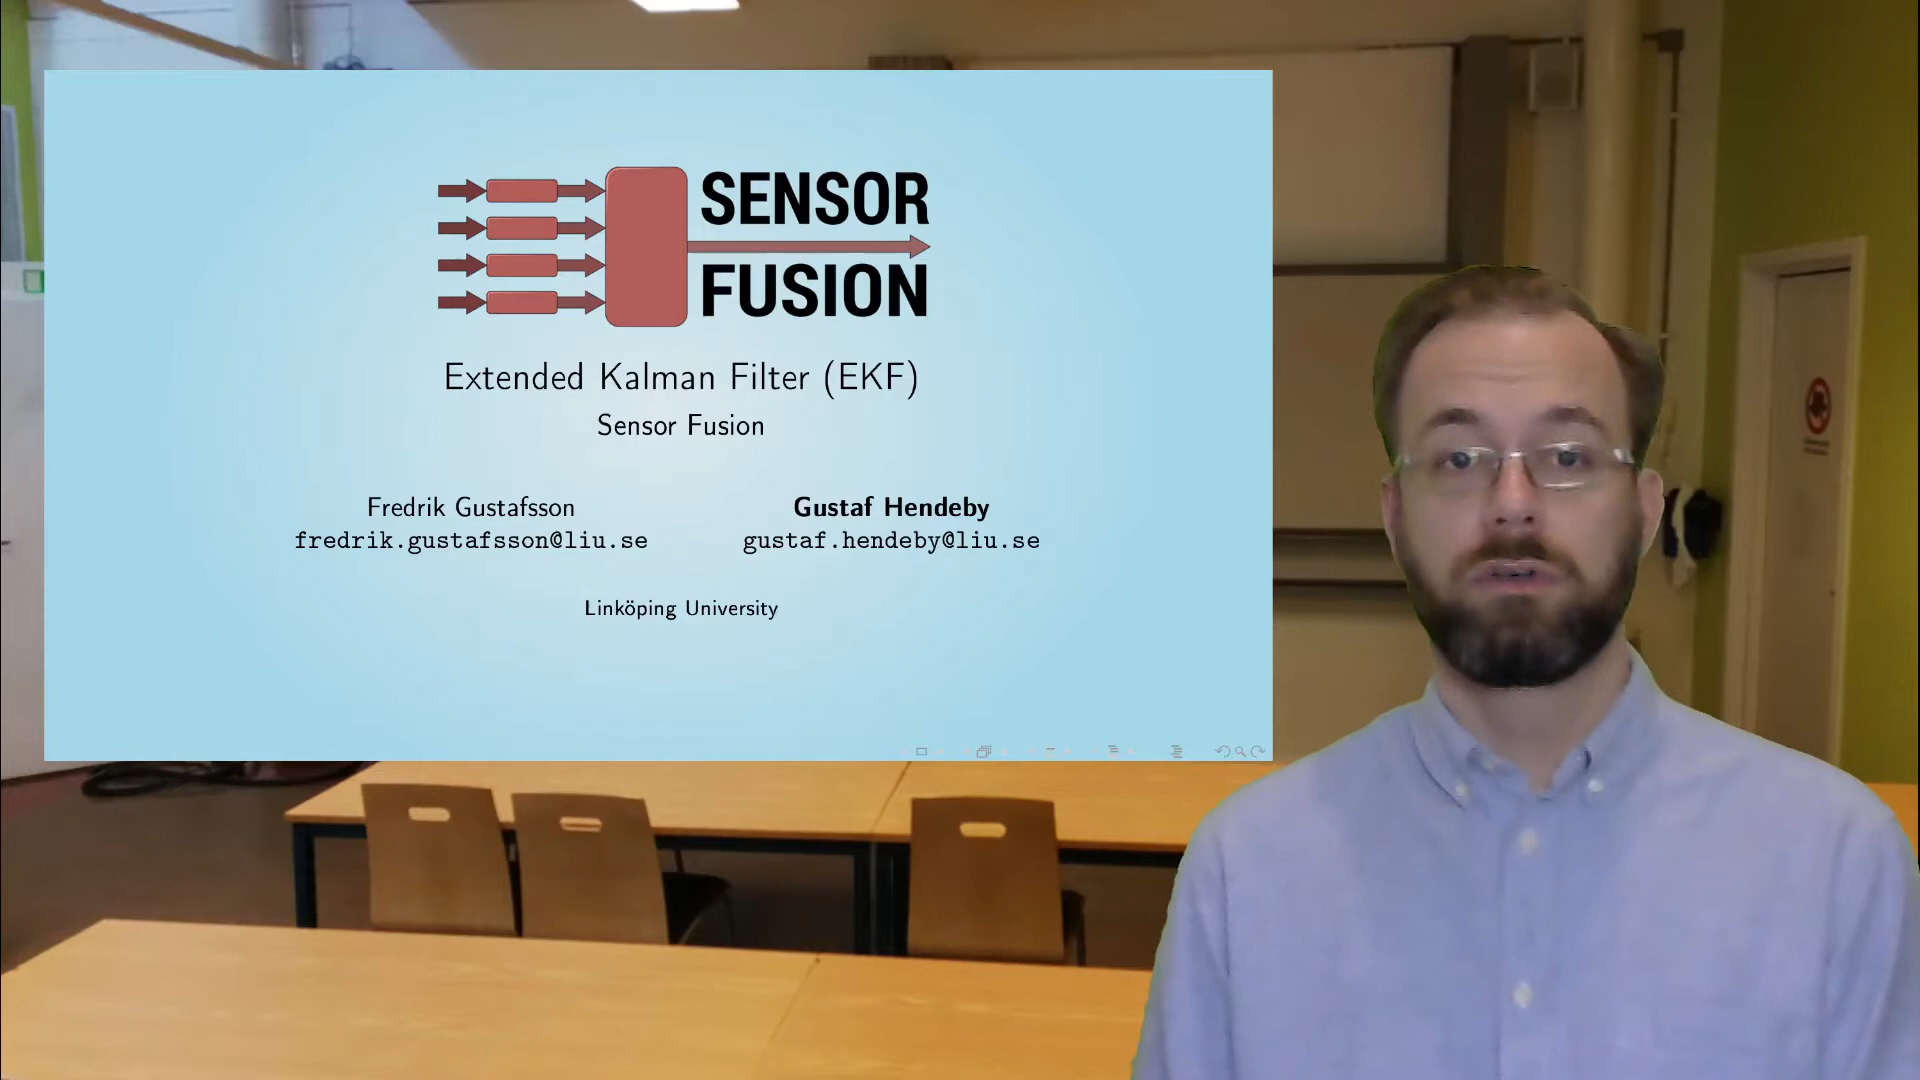 SENSOR
FUSION
Extended Kalman Filter (EKF)
Sensor Fusion
Fredrik Gustafsson
fredrik.gustafsson@liu.se
Gustaf Hendeby
gustaf.hendeby@liu.se
Linköping University